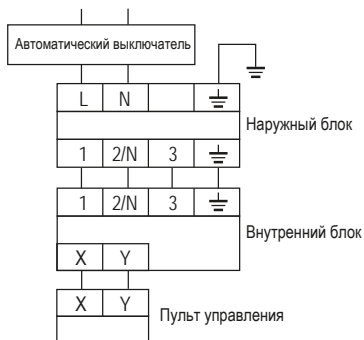 Автоматический выключатель
L N
Наружный блок
1 2/N 3
1 2/N 3
Внутренний блок
X Y
X Y
Пульт управления